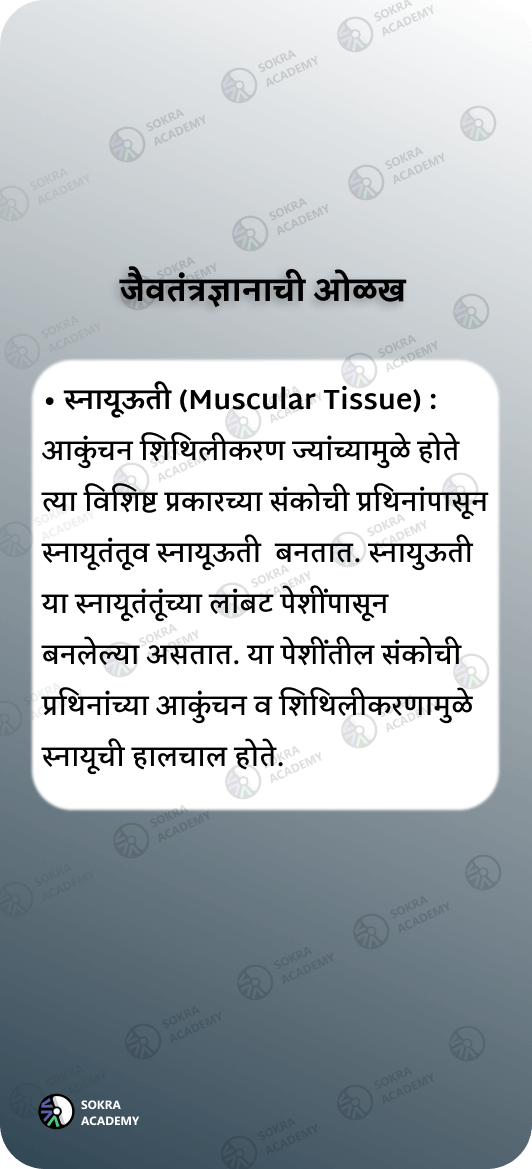 जैवतंत्रज्ञानाची ओळख
• स्नायूऊती (Muscular Tissue) :
आकुंचन शिथिलीकरण ज्यांच्यामुळे होते
त्या विशिष्ट प्रकारच्या संकोची प्रथिनांपासून
स्नायूतंतूव स्नायूऊती बनतात. स्नायुऊती
या स्नायूतंतूंच्या लांबट पेशींपासून
बनलेल्या असतात. या पेशींतील संकोची
प्रथिनांच्या आकुंचन व शिथिलीकरणामुळे
स्नायूची हालचाल होते.
SOKRA
ACADEMY